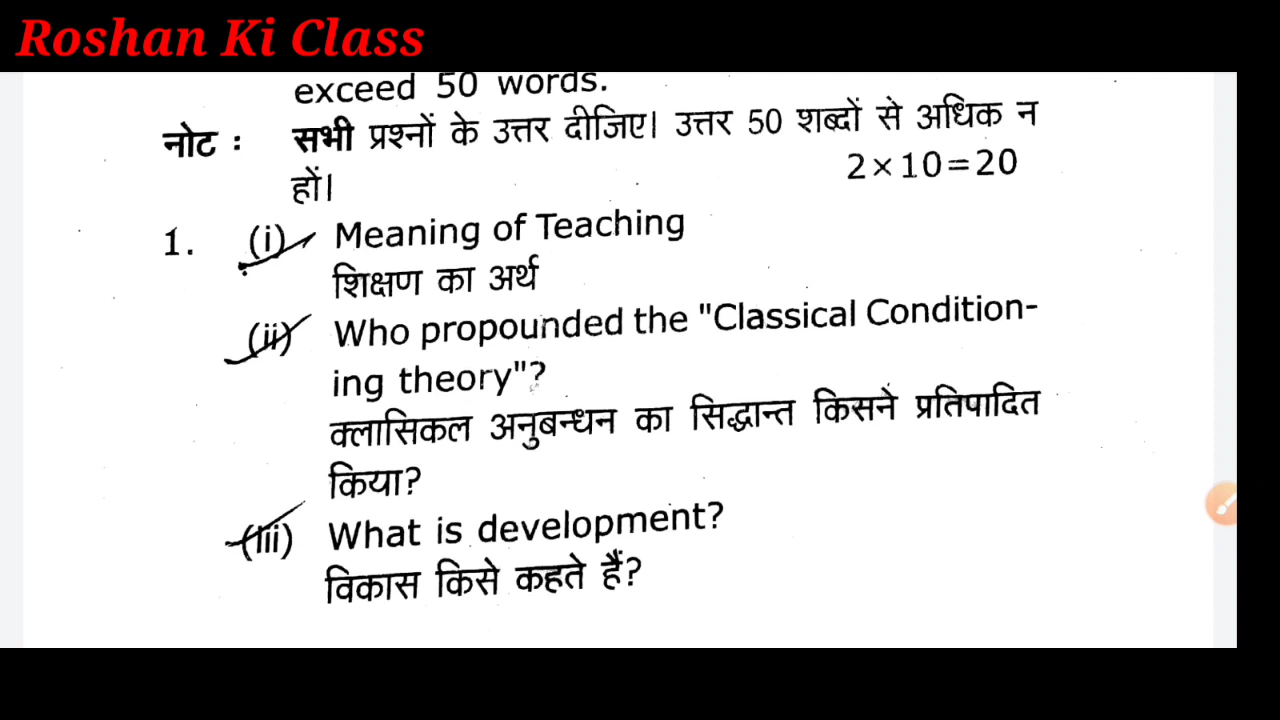 Roshan Ki Class
exceed 50 words.
नोट : सभी प्रश्नों के उत्तर दीजिए। उत्तर 50 शब्दों से अधिक न
हों। 2×10=20
1. (i) Meaning of Teaching
शिक्षण का अर्थ
(ii) Who propounded the "Classical Condition-
ing theory"?
क्लासिकल अनुबन्धन का सिद्धान्त किसने प्रतिपादित
किया?
(iii) What is development?
विकास किसे कहते हैं?